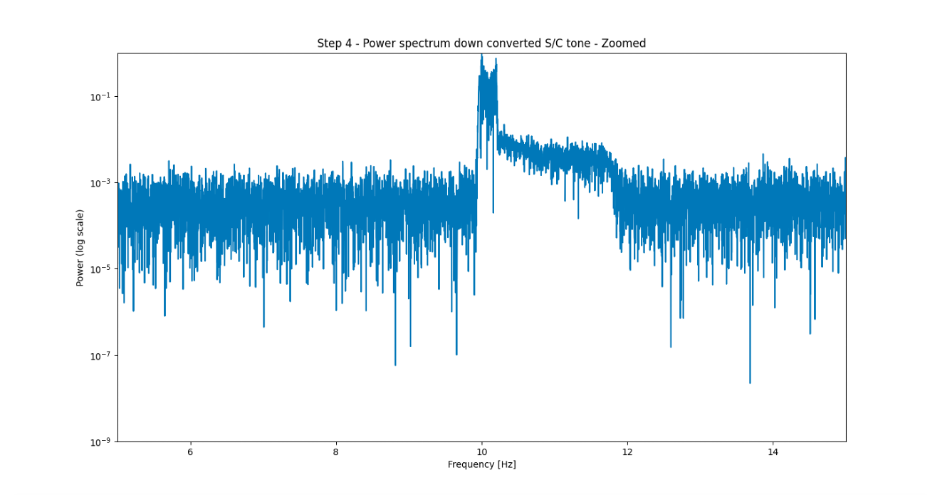 Step 4 - Power spectrum down converted S/C tone - Zoomed
Power (log scale)
10⁻¹
10⁻³
10⁻⁵
10⁻⁷
10⁻⁹
6 8 10 12 14
Frequency [Hz]